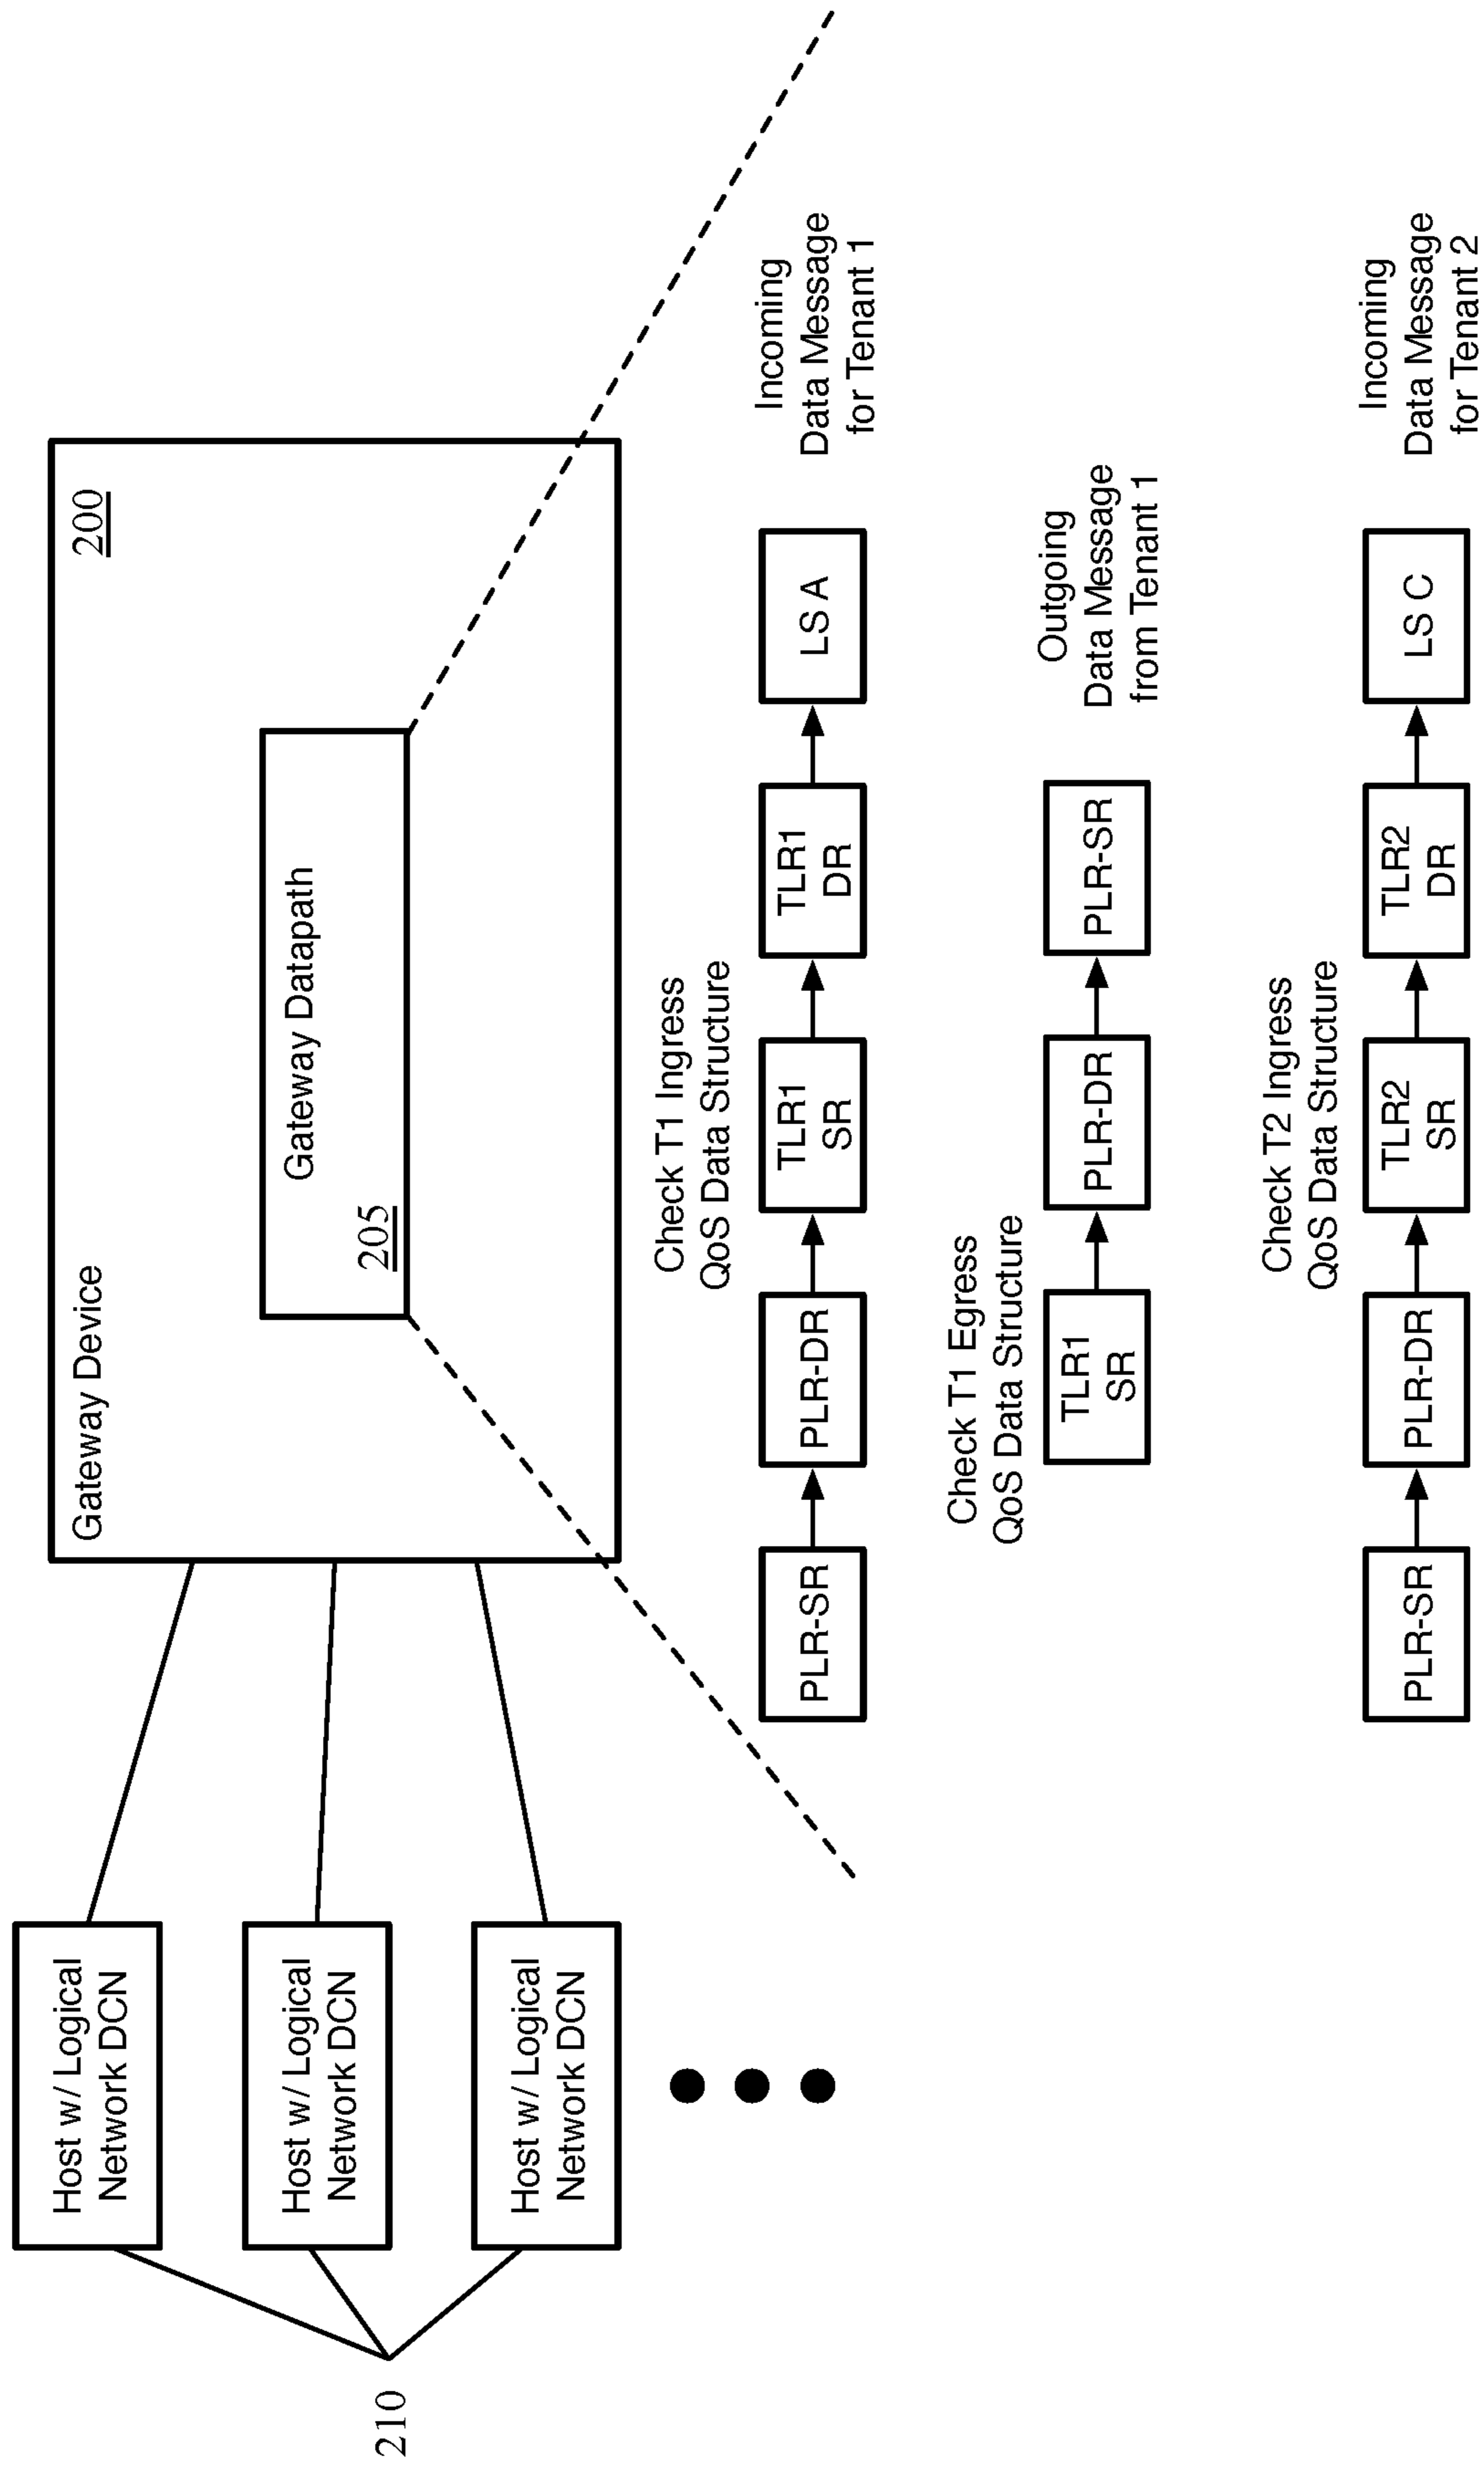 Host w/ Logical
Network DCN
Host w/ Logical
Network DCN
Host w/ Logical
Network DCN
210
Gateway Device
200
Gateway Datapath
205
Check T1 Ingress
QoS Data Structure
PLR-SR
PLR-DR
TLR1
SR
TLR1
DR
LS A
Incoming
Data Message
for Tenant 1
Check T1 Egress
QoS Data Structure
TLR1
SR
PLR-DR
PLR-SR
Outgoing
Data Message
from Tenant 1
Check T2 Ingress
QoS Data Structure
PLR-SR
PLR-DR
TLR2
SR
TLR2
DR
LS C
Incoming
Data Message
for Tenant 2